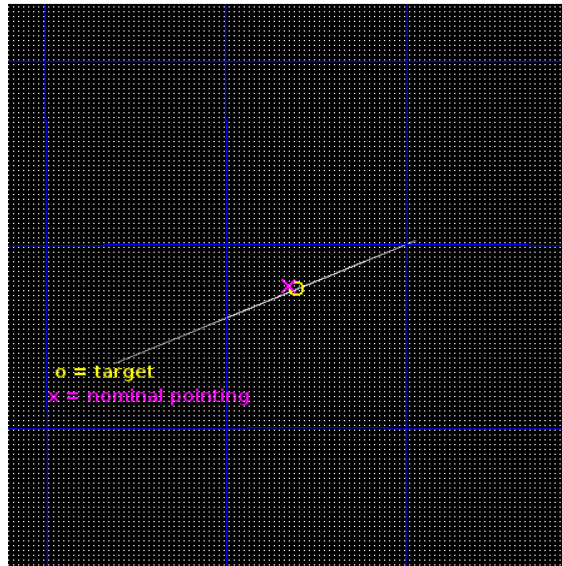 x o
o = target
x = nominal pointing